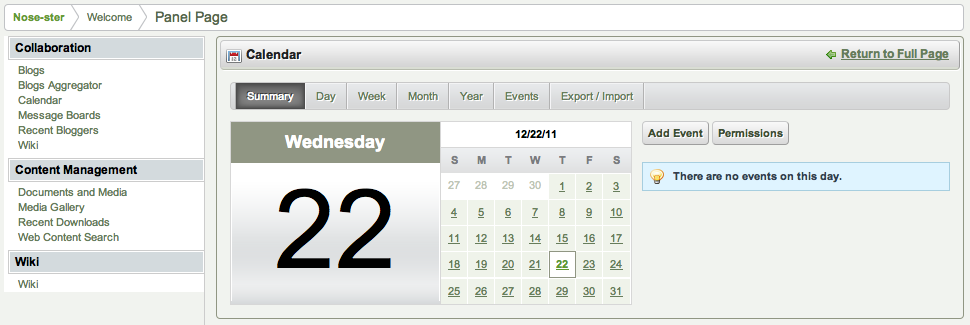 Nose-ster Welcome Panel Page
Collaboration
Blogs
Blogs Aggregator
Calendar
Message Boards
Recent Bloggers
Wiki
Content Management
Documents and Media
Media Gallery
Recent Downloads
Web Content Search
Wiki
Wiki
Calendar
Return to Full Page
Summary Day Week Month Year Events Export / Import
Wednesday
22
12/22/11
S M T W T F S
27 28 29 30 1 2 3
4 5 6 7 8 9 10
11 12 13 14 15 16 17
18 19 20 21 22 23 24
25 26 27 28 29 30 31
Add Event Permissions
There are no events on this day.